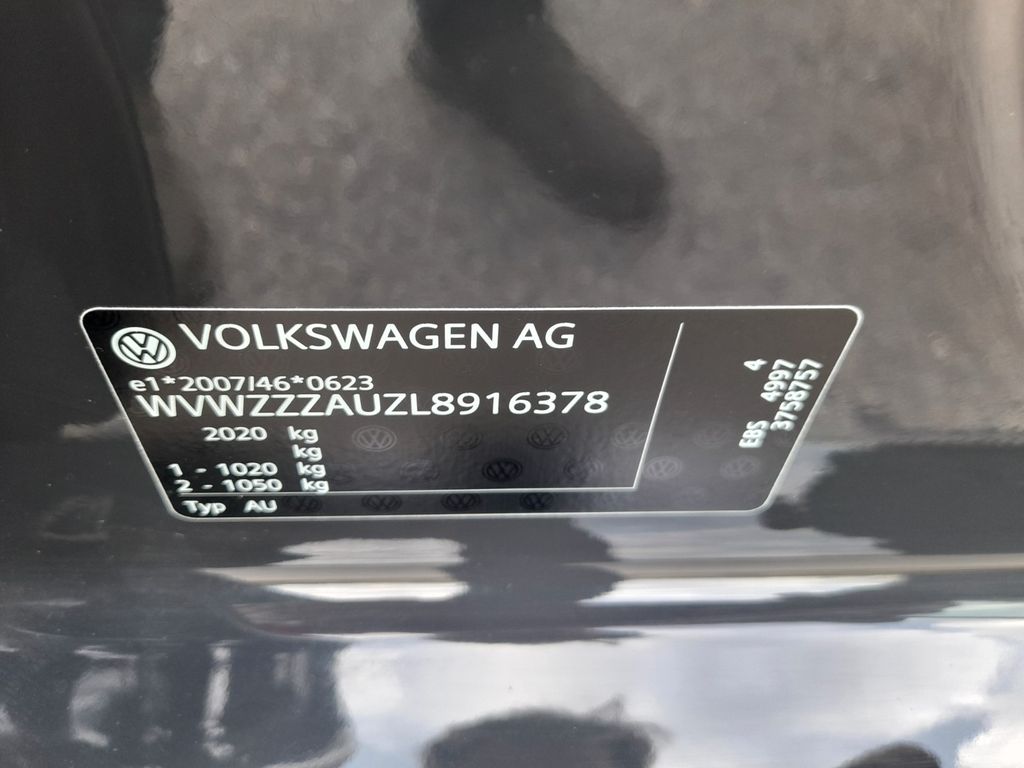 VOLKSWAGEN AG
e1*2007/46*0623
WVWZZZAUZL8916378
2020 kg
kg
1 - 1020 kg
2 - 1050 kg
Typ AU
4
EBS 4997
3758757